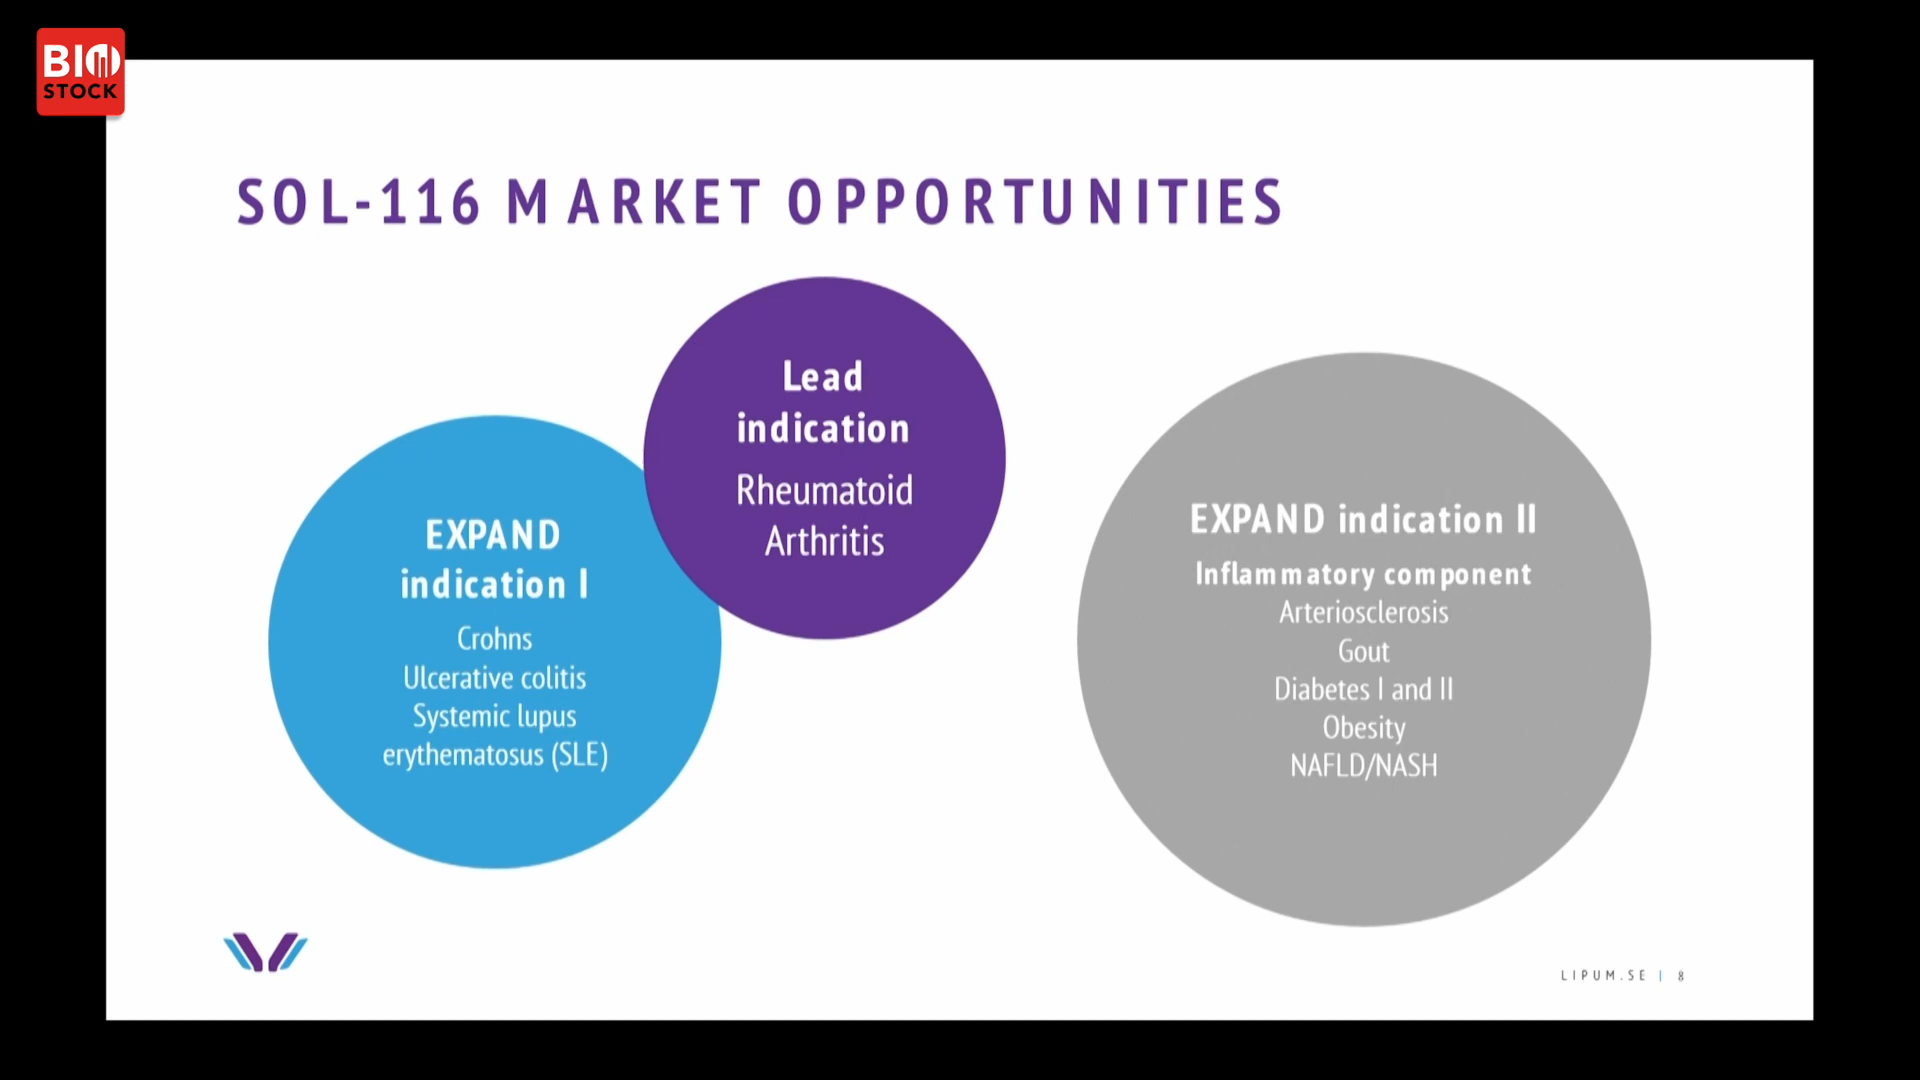 BIO
STOCK
SOL-116 MARKET OPPORTUNITIES
Lead
indication
Rheumatoid
Arthritis
EXPAND
indication I
Crohns
Ulcerative colitis
Systemic lupus
erythematosus (SLE)
EXPAND indication II
Inflammatory component
Arteriosclerosis
Gout
Diabetes I and II
Obesity
NAFLD/NASH
LIPUM.SE | 8